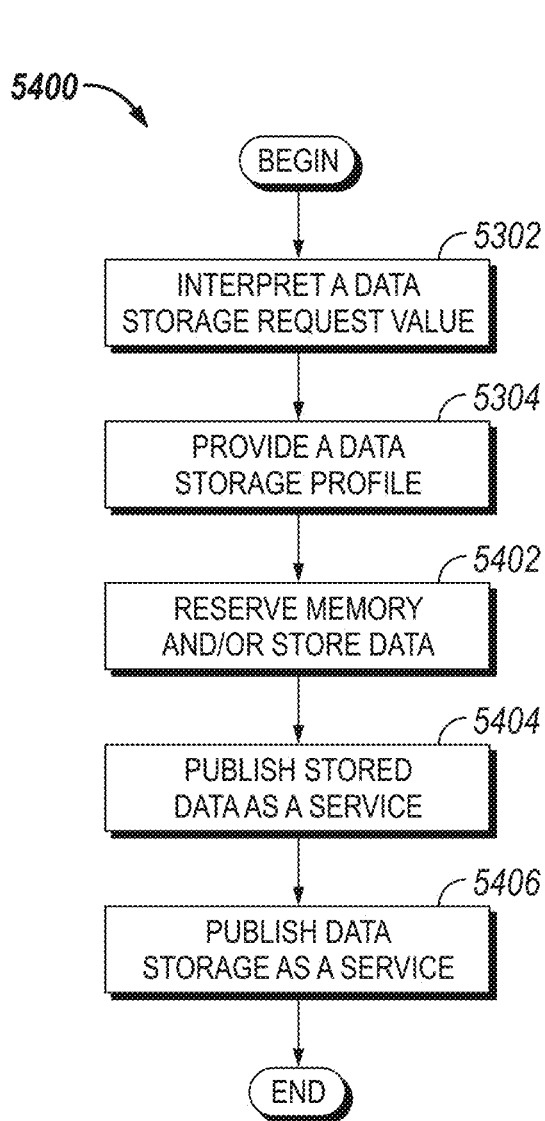 5400
BEGIN
5302
INTERPRET A DATA
STORAGE REQUEST VALUE
5304
PROVIDE A DATA
STORAGE PROFILE
5402
RESERVE MEMORY
AND/OR STORE DATA
5404
PUBLISH STORED
DATA AS A SERVICE
5406
PUBLISH DATA
STORAGE AS A SERVICE
END